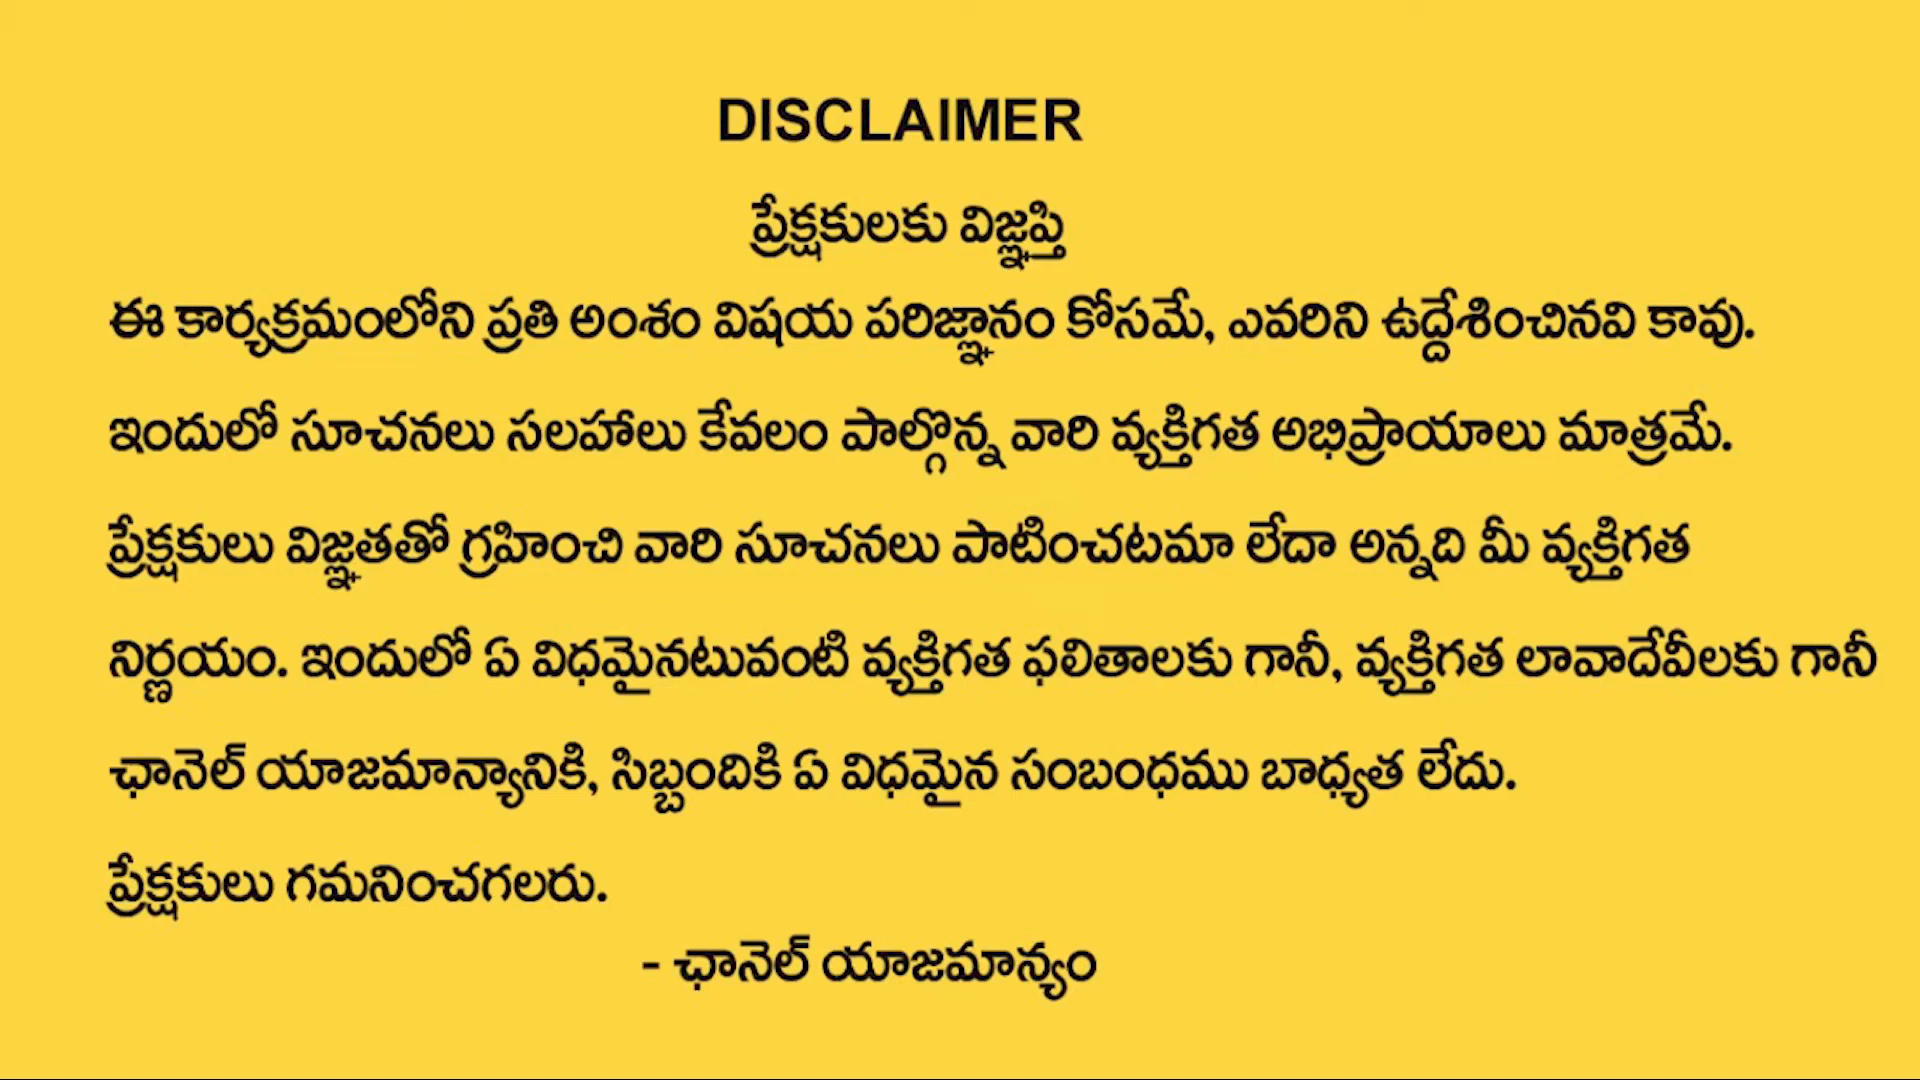 DISCLAIMER
ప్రేక్షకులకు విజ్ఞప్తి
ఈ కార్యక్రమంలోని ప్రతి అంశం విషయ పరిజ్ఞానం కోసమే, ఎవరిని ఉద్దేశించినవి కావు.
ఇందులో సూచనలు సలహాలు కేవలం పాల్గొన్న వారి వ్యక్తిగత అభిప్రాయాలు మాత్రమే.
ప్రేక్షకులు విజ్ఞతతో గ్రహించి వారి సూచనలు పాటించటమా లేదా అన్నది మీ వ్యక్తిగత
నిర్ణయం. ఇందులో ఏ విధమైనటువంటి వ్యక్తిగత ఫలితాలకు గానీ, వ్యక్తిగత లావాదేవీలకు గానీ
ఛానెల్ యాజమాన్యానికి, సిబ్బందికి ఏ విధమైన సంబంధము బాధ్యత లేదు.
ప్రేక్షకులు గమనించగలరు.
- ఛానెల్ యాజమాన్యం